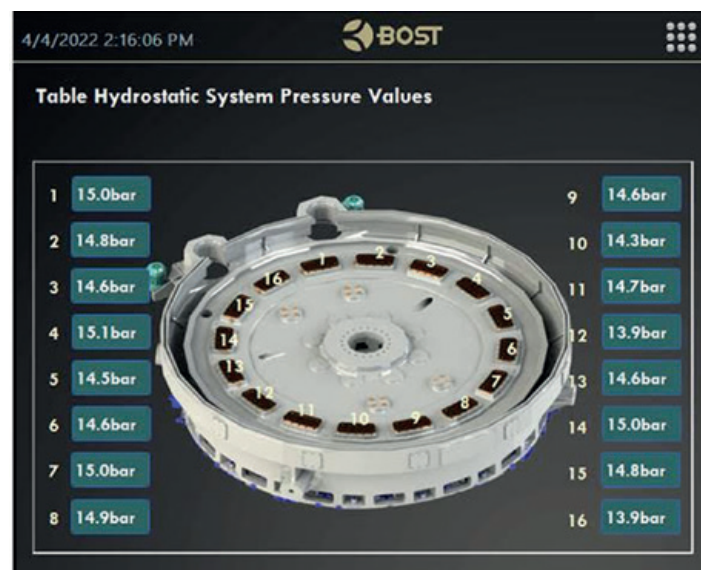 4/4/2022 2:16:06 PM
BOST
Table Hydrostatic System Pressure Values
1 15.0bar
2 14.8bar
3 14.6bar
4 15.1bar
5 14.5bar
6 14.6bar
7 15.0bar
8 14.9bar
1
2
3
4
5
6
7
8
9
10
11
12
13
14
15
16
9 14.6bar
10 14.3bar
11 14.7bar
12 13.9bar
13 14.6bar
14 15.0bar
15 14.8bar
16 13.9bar